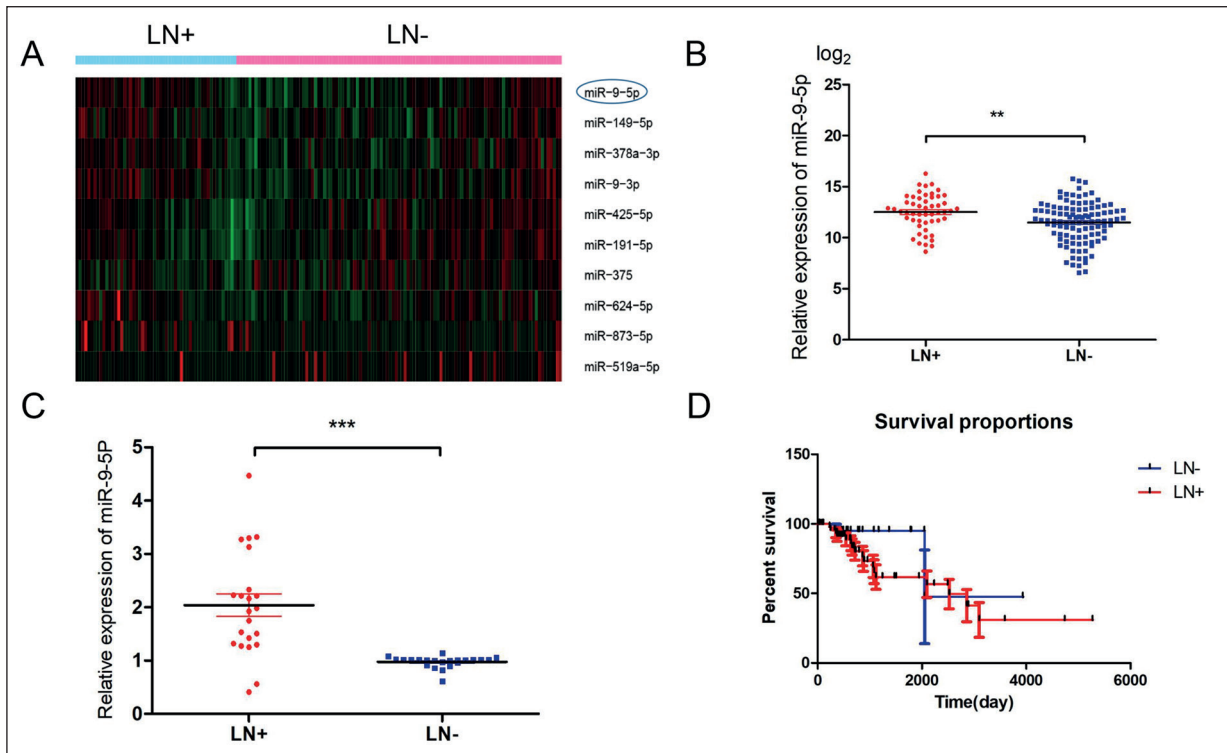 A
LN+
LN-
miR-9-5p
miR-149-5p
miR-378a-3p
miR-9-3p
miR-425-5p
miR-191-5p
miR-375
miR-624-5p
miR-873-5p
miR-519a-5p
B
log2
Relative expression of miR-9-5p
25
20
15
10
5
0
**
LN+
LN-
C
Relative expression of miR-9-5P
5
4
3
2
1
0
***
LN+
LN-
D
Survival proportions
Percent survival
150
100
50
0
0
2000
4000
6000
Time(day)
LN-
LN+